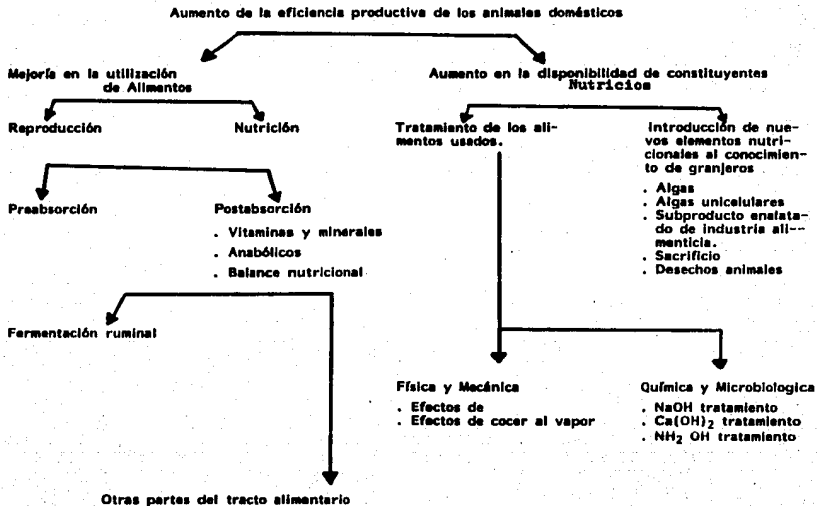 Aumento de la eficiencia productiva de los animales domésticos
Mejoría en la utilización
de Alimentos
Aumento en la disponibilidad de constituyentes
Nutricios
Reproducción
Nutrición
Tratamiento de los ali-
mentos usados.
Introducción de nue-
vos elementos nutri-
cionales al conocimien-
to de granjeros
. Algas
. Algas unicelulares
. Subproducto enalata-
do de industria ali--
menticia.
. Sacrificio
. Desechos animales
Preabsorción
Postabsorción
. Vitaminas y minerales
. Anabólicos
. Balance nutricional
Fermentación ruminal
Física y Mecánica
. Efectos de
. Efectos de cocer al vapor
Química y Microbiologica
. NaOH tratamiento
. Ca(OH)₂ tratamiento
. NH₂ OH tratamiento
Otras partes del tracto alimentario